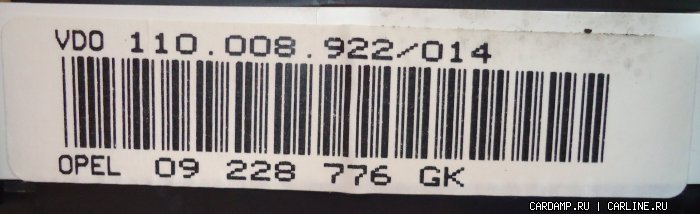 VDO 110.008.922/014
OPEL 09 228 776 GK
CARDAMP.RU | CARLINE.RU